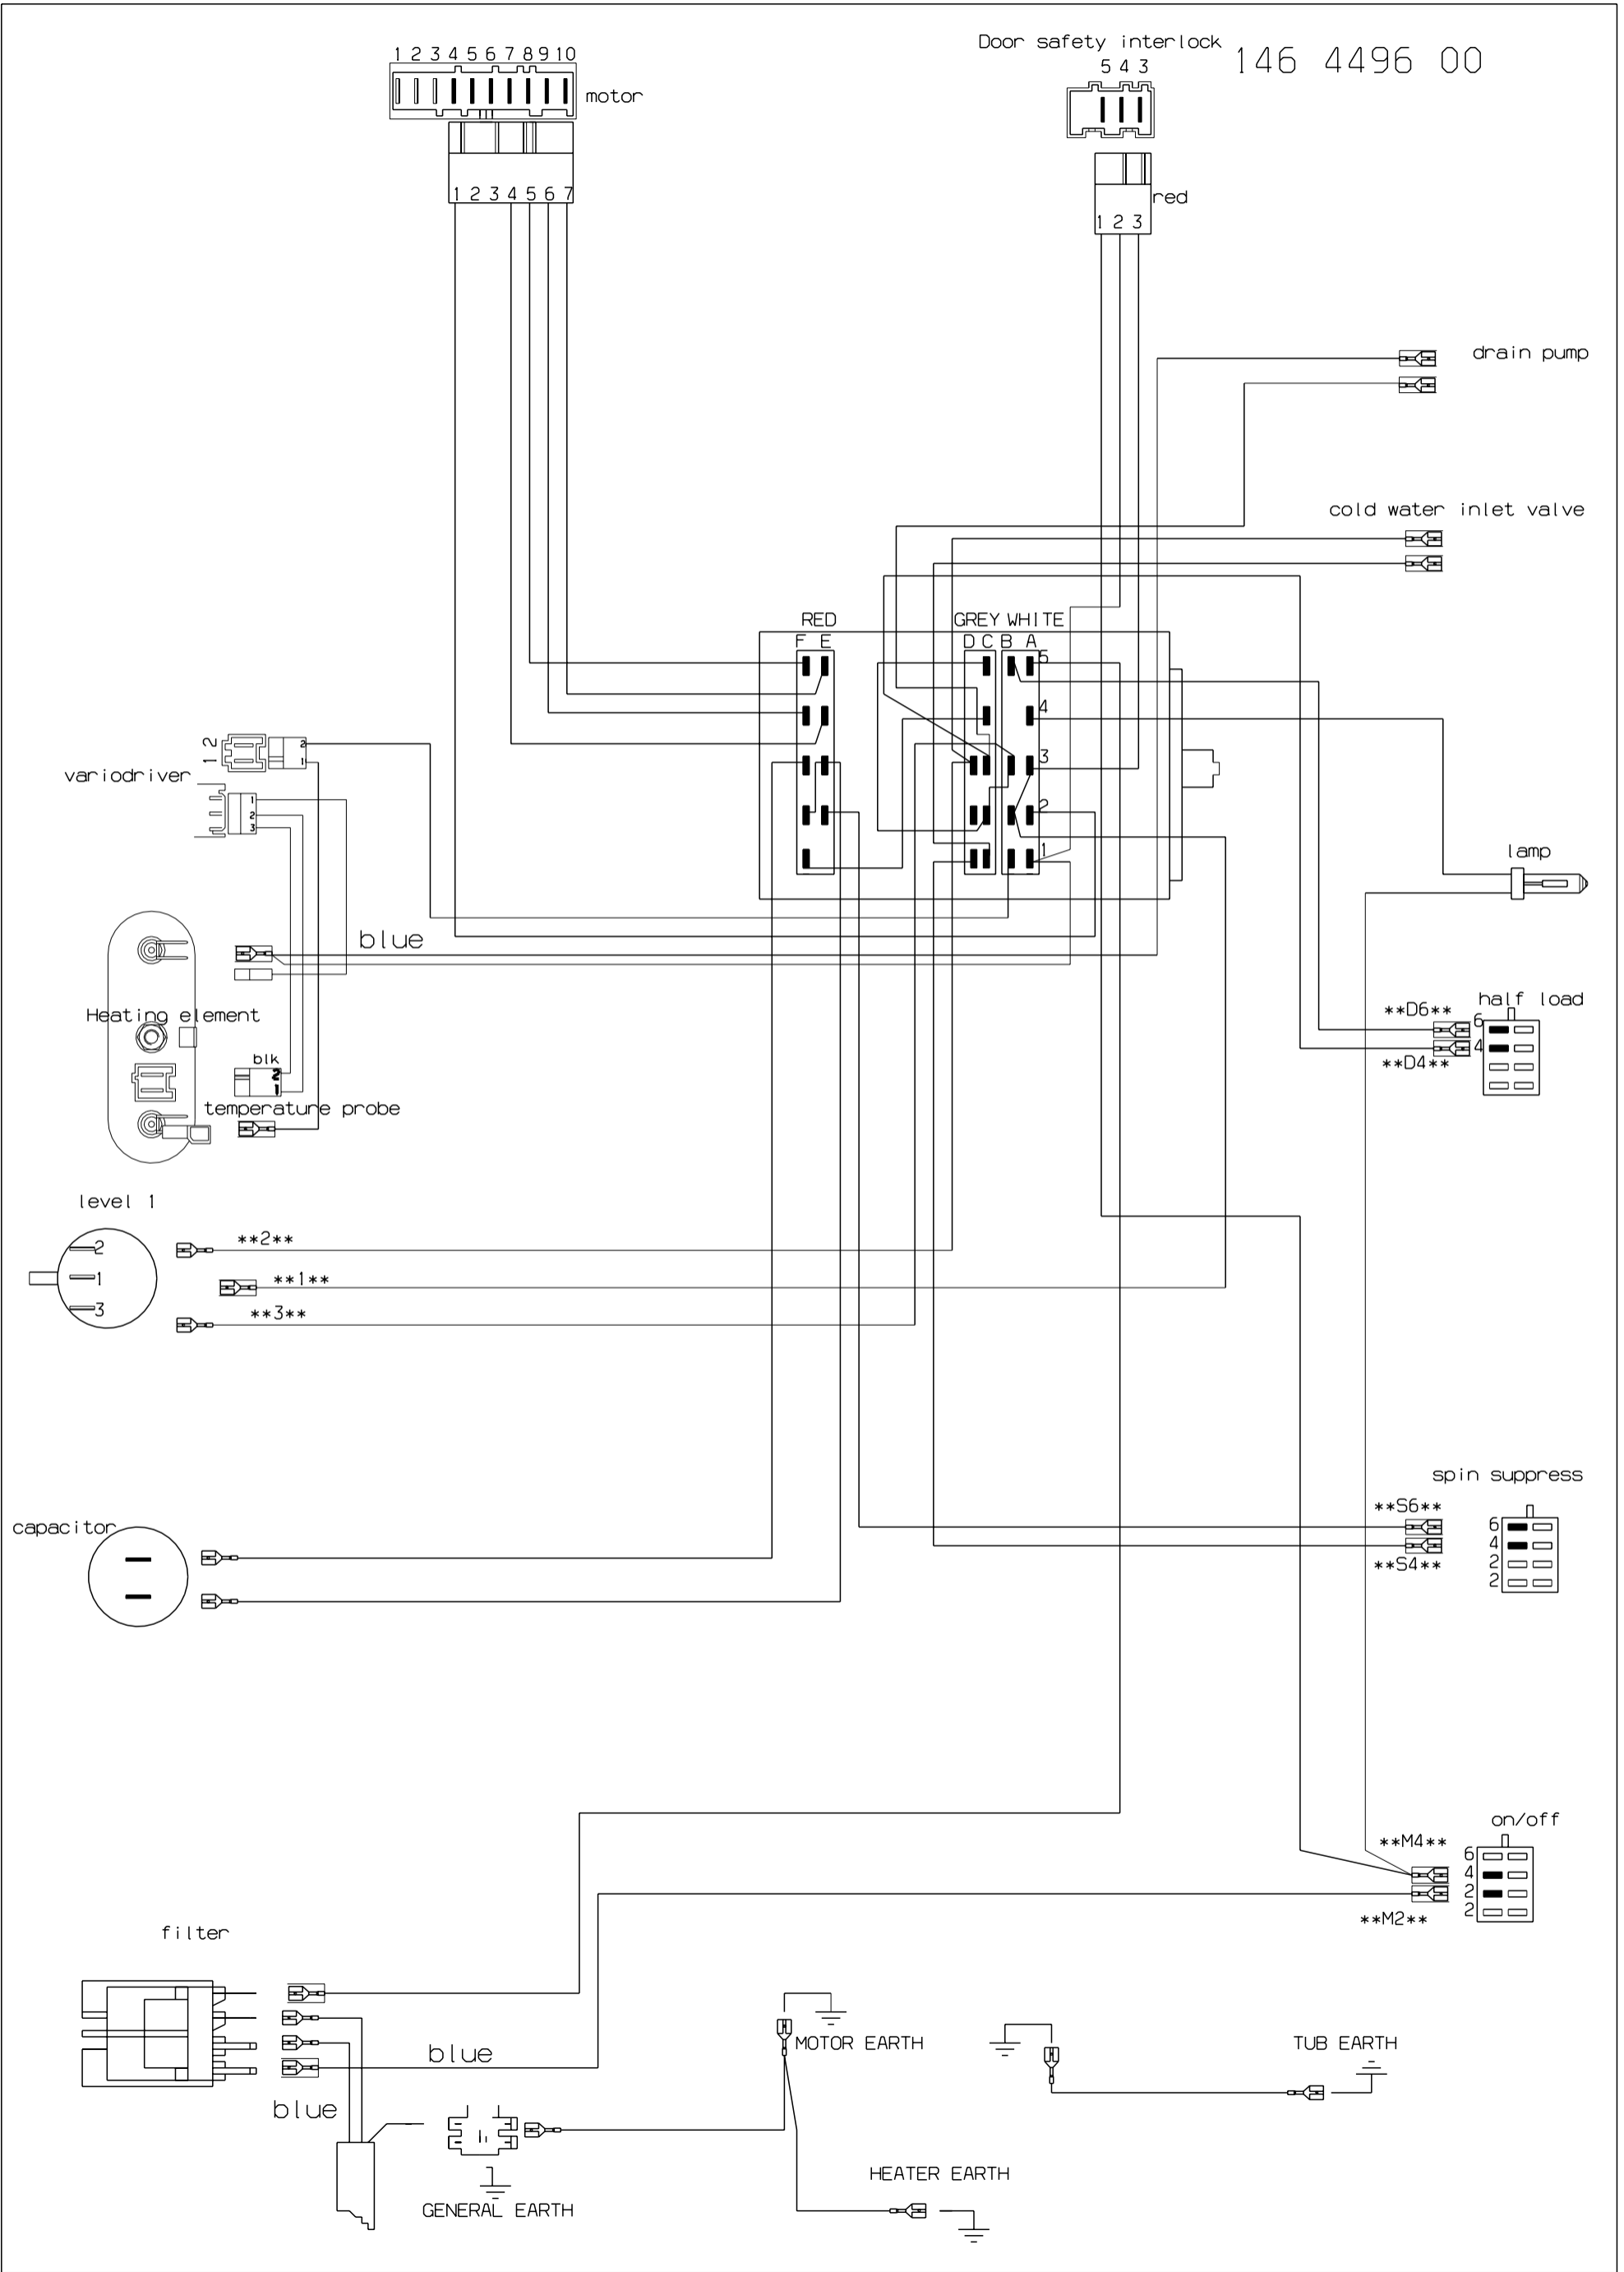 Door safety interlock
146 4496 00
1 2 3 4 5 6 7 8 9 10
5 4 3
motor
1 2 3 4 5 6 7
red
1 2 3
drain pump
cold water inlet valve
RED
GREY WHITE
F E
D C B A
5
4
3
2
1
1 2
2
1
variodriver
1
2
3
lamp
blue
half load
**D6**
6
4
**D4**
Heating element
blk
2
1
temperature probe
level 1
**2**
2
**1**
1
**3**
3
spin suppress
**S6**
6
4
**S4**
2
2
capacitor
on/off
**M4**
6
4
2
2
**M2**
filter
MOTOR EARTH
TUB EARTH
blue
blue
HEATER EARTH
GENERAL EARTH